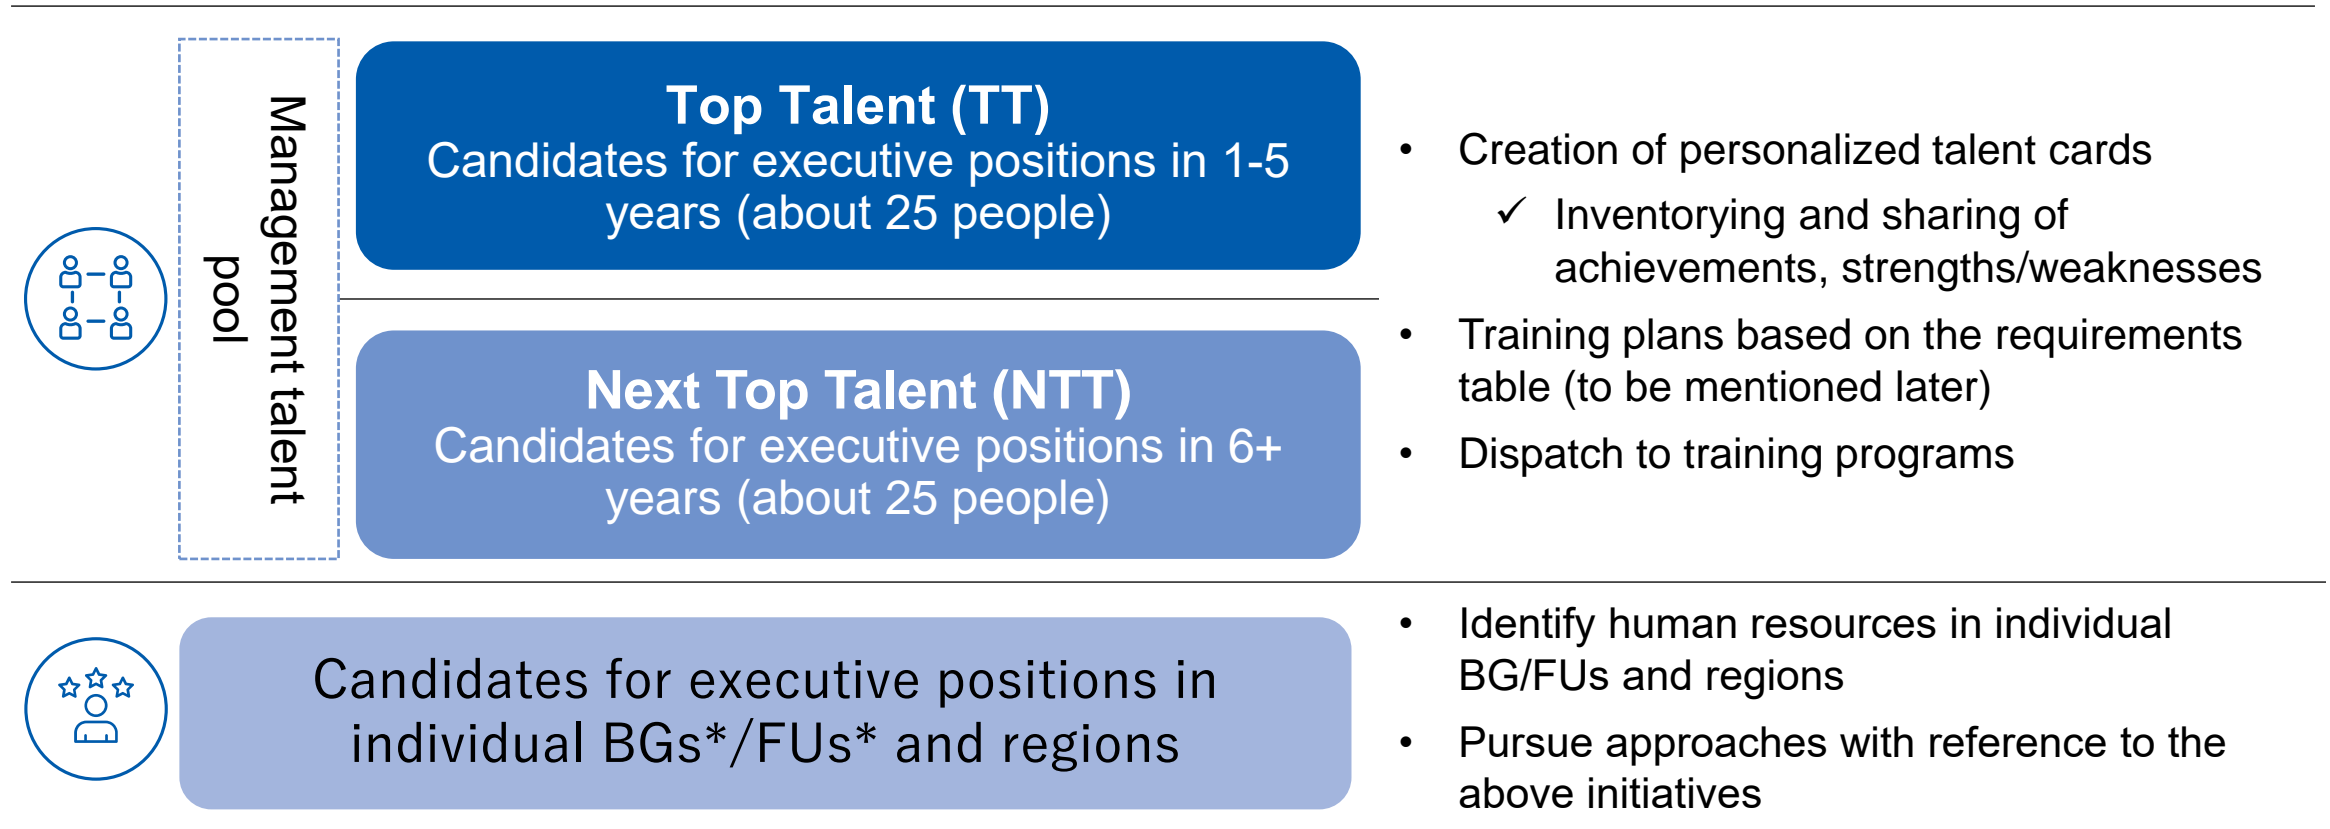 Management talent
pool
Top Talent (TT)
Candidates for executive positions in 1-5
years (about 25 people)
Next Top Talent (NTT)
Candidates for executive positions in 6+
years (about 25 people)
• Creation of personalized talent cards
✓ Inventorying and sharing of
achievements, strengths/weaknesses
• Training plans based on the requirements
table (to be mentioned later)
• Dispatch to training programs
Candidates for executive positions in
individual BGs*/FUs* and regions
• Identify human resources in individual
BG/FUs and regions
• Pursue approaches with reference to the
above initiatives